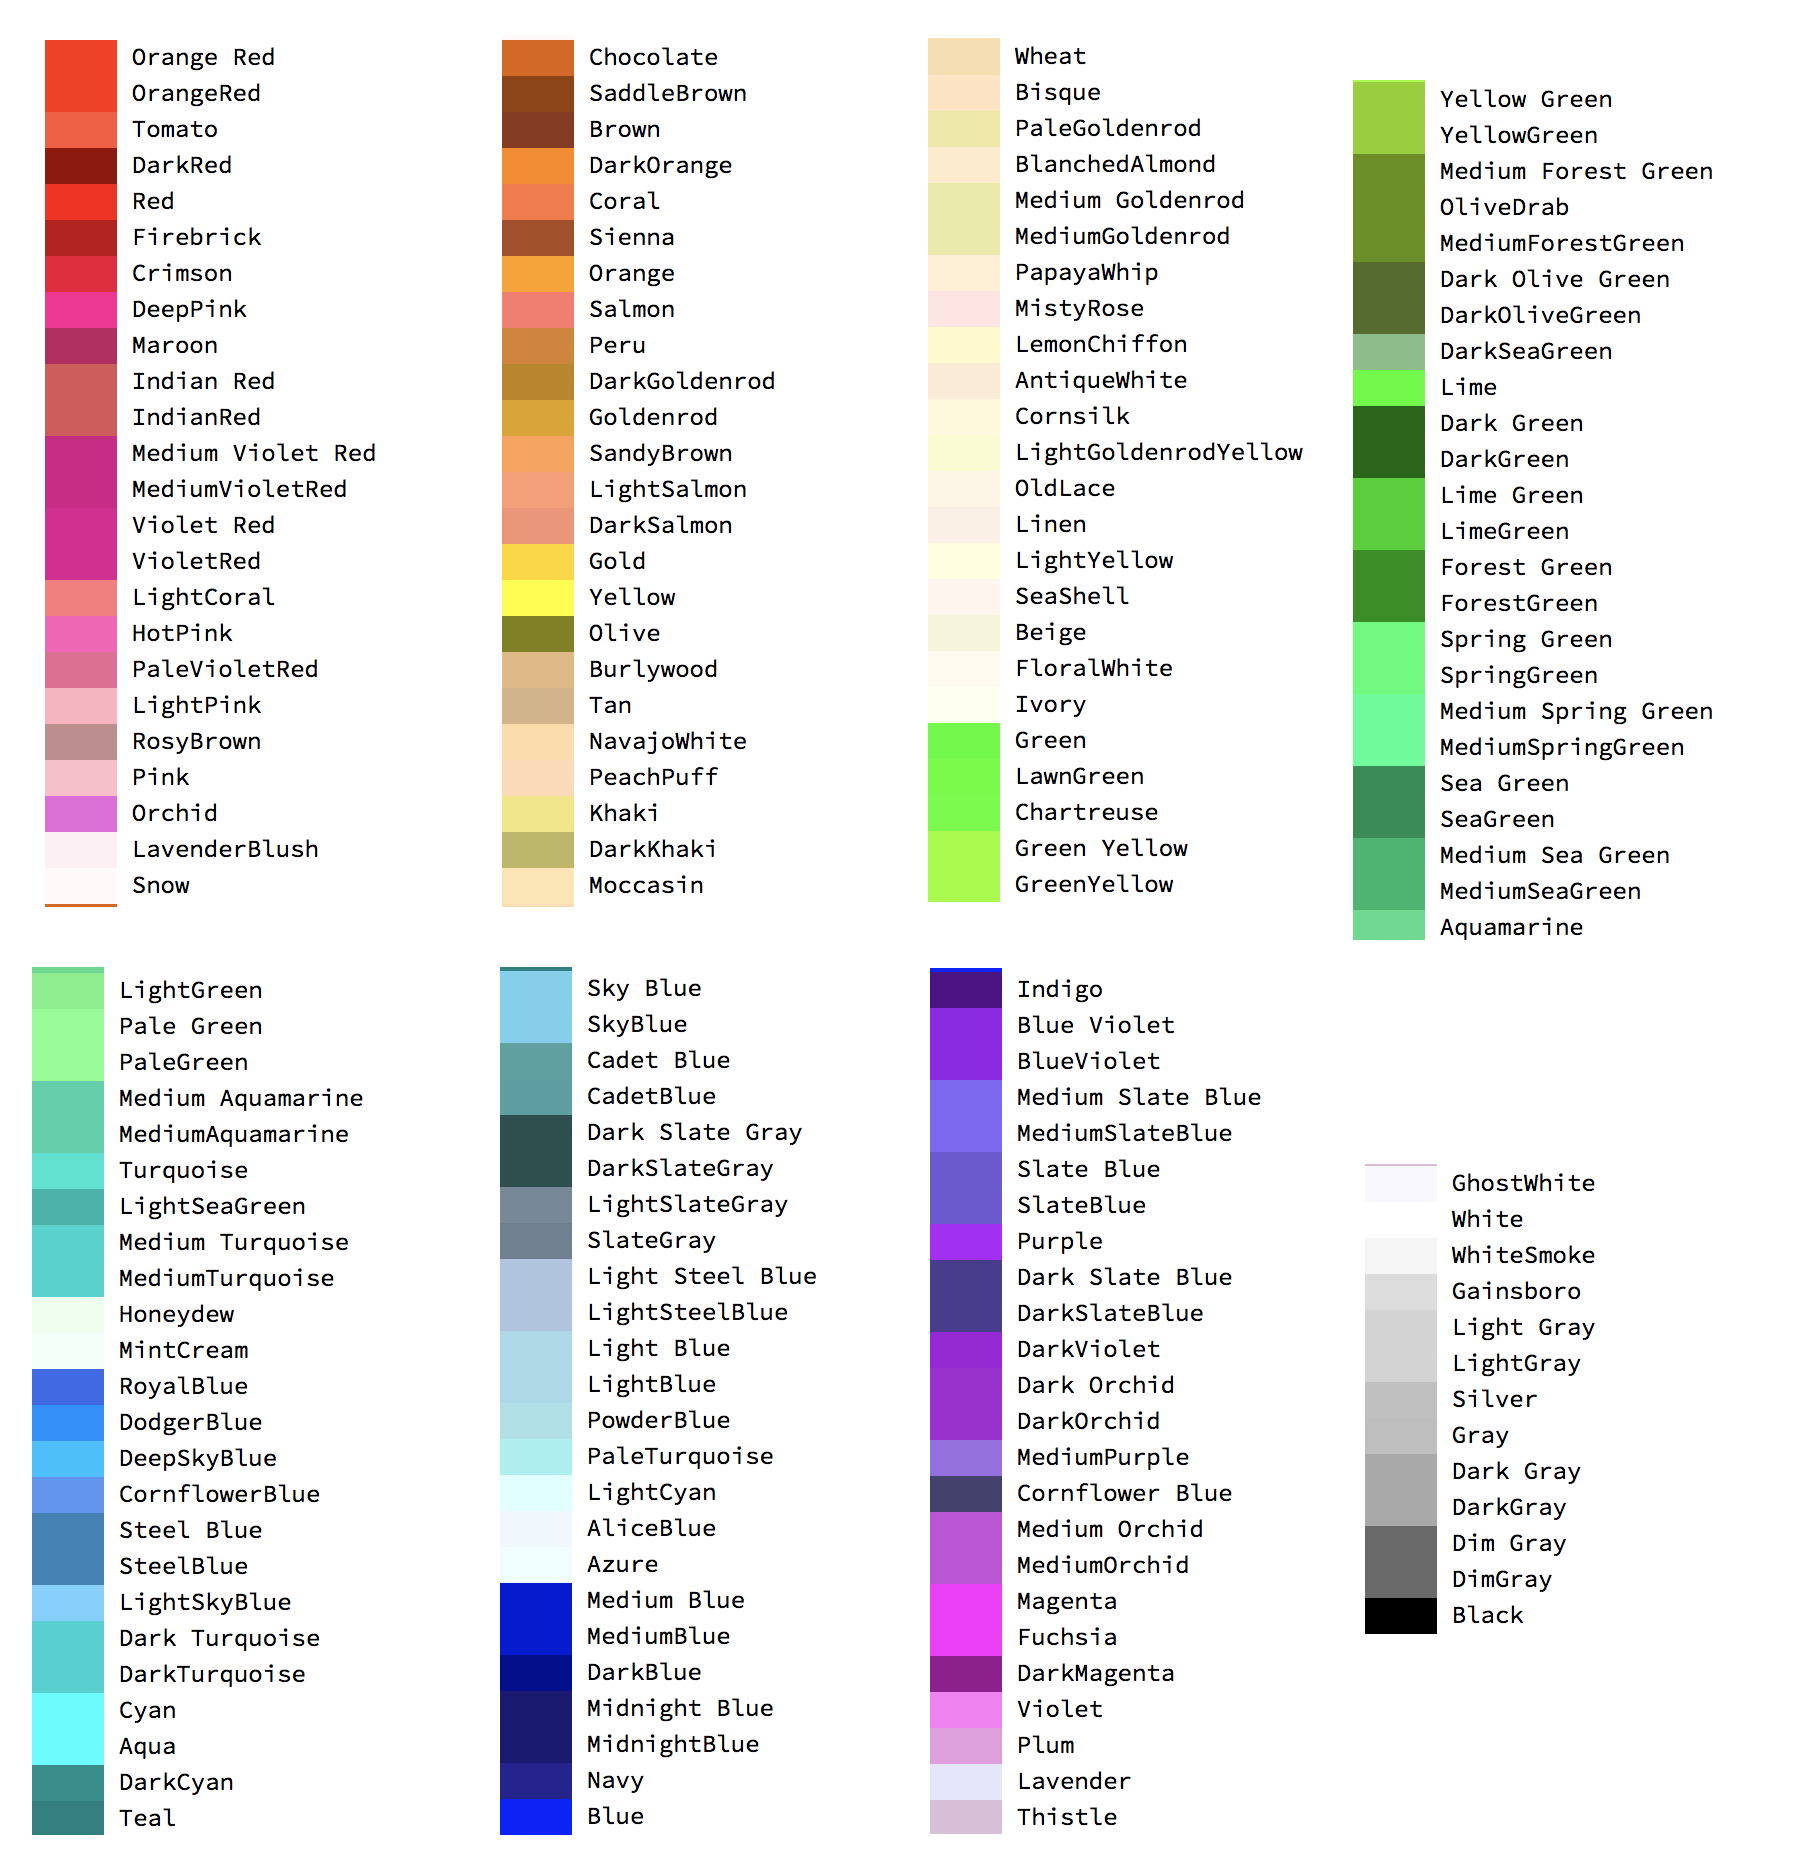 Orange Red
OrangeRed
Tomato
DarkRed
Red
Firebrick
Crimson
DeepPink
Maroon
Indian Red
IndianRed
Medium Violet Red
MediumVioletRed
Violet Red
VioletRed
LightCoral
HotPink
PaleVioletRed
LightPink
RosyBrown
Pink
Orchid
LavenderBlush
Snow
Chocolate
SaddleBrown
Brown
DarkOrange
Coral
Sienna
Orange
Salmon
Peru
DarkGoldenrod
Goldenrod
SandyBrown
LightSalmon
DarkSalmon
Gold
Yellow
Olive
Burlywood
Tan
NavajoWhite
PeachPuff
Khaki
DarkKhaki
Moccasin
Wheat
Bisque
PaleGoldenrod
BlanchedAlmond
Medium Goldenrod
MediumGoldenrod
PapayaWhip
MistyRose
LemonChiffon
AntiqueWhite
Cornsilk
LightGoldenrodYellow
OldLace
Linen
LightYellow
SeaShell
Beige
FloralWhite
Ivory
Green
LawnGreen
Chartreuse
Green Yellow
GreenYellow
Yellow Green
YellowGreen
Medium Forest Green
OliveDrab
MediumForestGreen
Dark Olive Green
DarkOliveGreen
DarkSeaGreen
Lime
Dark Green
DarkGreen
Lime Green
LimeGreen
Forest Green
ForestGreen
Spring Green
SpringGreen
Medium Spring Green
MediumSpringGreen
Sea Green
SeaGreen
Medium Sea Green
MediumSeaGreen
Aquamarine
LightGreen
Pale Green
PaleGreen
Medium Aquamarine
MediumAquamarine
Turquoise
LightSeaGreen
Medium Turquoise
MediumTurquoise
Honeydew
MintCream
RoyalBlue
DodgerBlue
DeepSkyBlue
CornflowerBlue
Steel Blue
SteelBlue
LightSkyBlue
Dark Turquoise
DarkTurquoise
Cyan
Aqua
DarkCyan
Teal
Sky Blue
SkyBlue
Cadet Blue
CadetBlue
Dark Slate Gray
DarkSlateGray
LightSlateGray
SlateGray
Light Steel Blue
LightSteelBlue
Light Blue
LightBlue
PowderBlue
PaleTurquoise
LightCyan
AliceBlue
Azure
Medium Blue
MediumBlue
DarkBlue
Midnight Blue
MidnightBlue
Navy
Blue
Indigo
Blue Violet
BlueViolet
Medium Slate Blue
MediumSlateBlue
Slate Blue
SlateBlue
Purple
Dark Slate Blue
DarkSlateBlue
DarkViolet
Dark Orchid
DarkOrchid
MediumPurple
Cornflower Blue
Medium Orchid
MediumOrchid
Magenta
Fuchsia
DarkMagenta
Violet
Plum
Lavender
Thistle
GhostWhite
White
WhiteSmoke
Gainsboro
Light Gray
LightGray
Silver
Gray
Dark Gray
DarkGray
Dim Gray
DimGray
Black